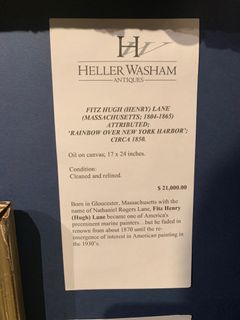 H
HELLER WASHAM
ANTIQUES
FITZ HUGH (HENRY) LANE
(MASSACHUSETTS; 1804-1865)
ATTRIBUTED;
'RAINBOW OVER NEW YORK HARBOR';
CIRCA 1850.
Oil on canvas; 17 x 24 inches.
Condition:
Cleaned and relined.
$ 21,000.00
Born in Gloucester, Massachusetts with the
name of Nathaniel Rogers Lane, Fitz Henry
(Hugh) Lane became one of America's
preeminent marine painters…but he faded in
renown from about 1870 until the re-
emergence of interest in American painting in
the 1930's.